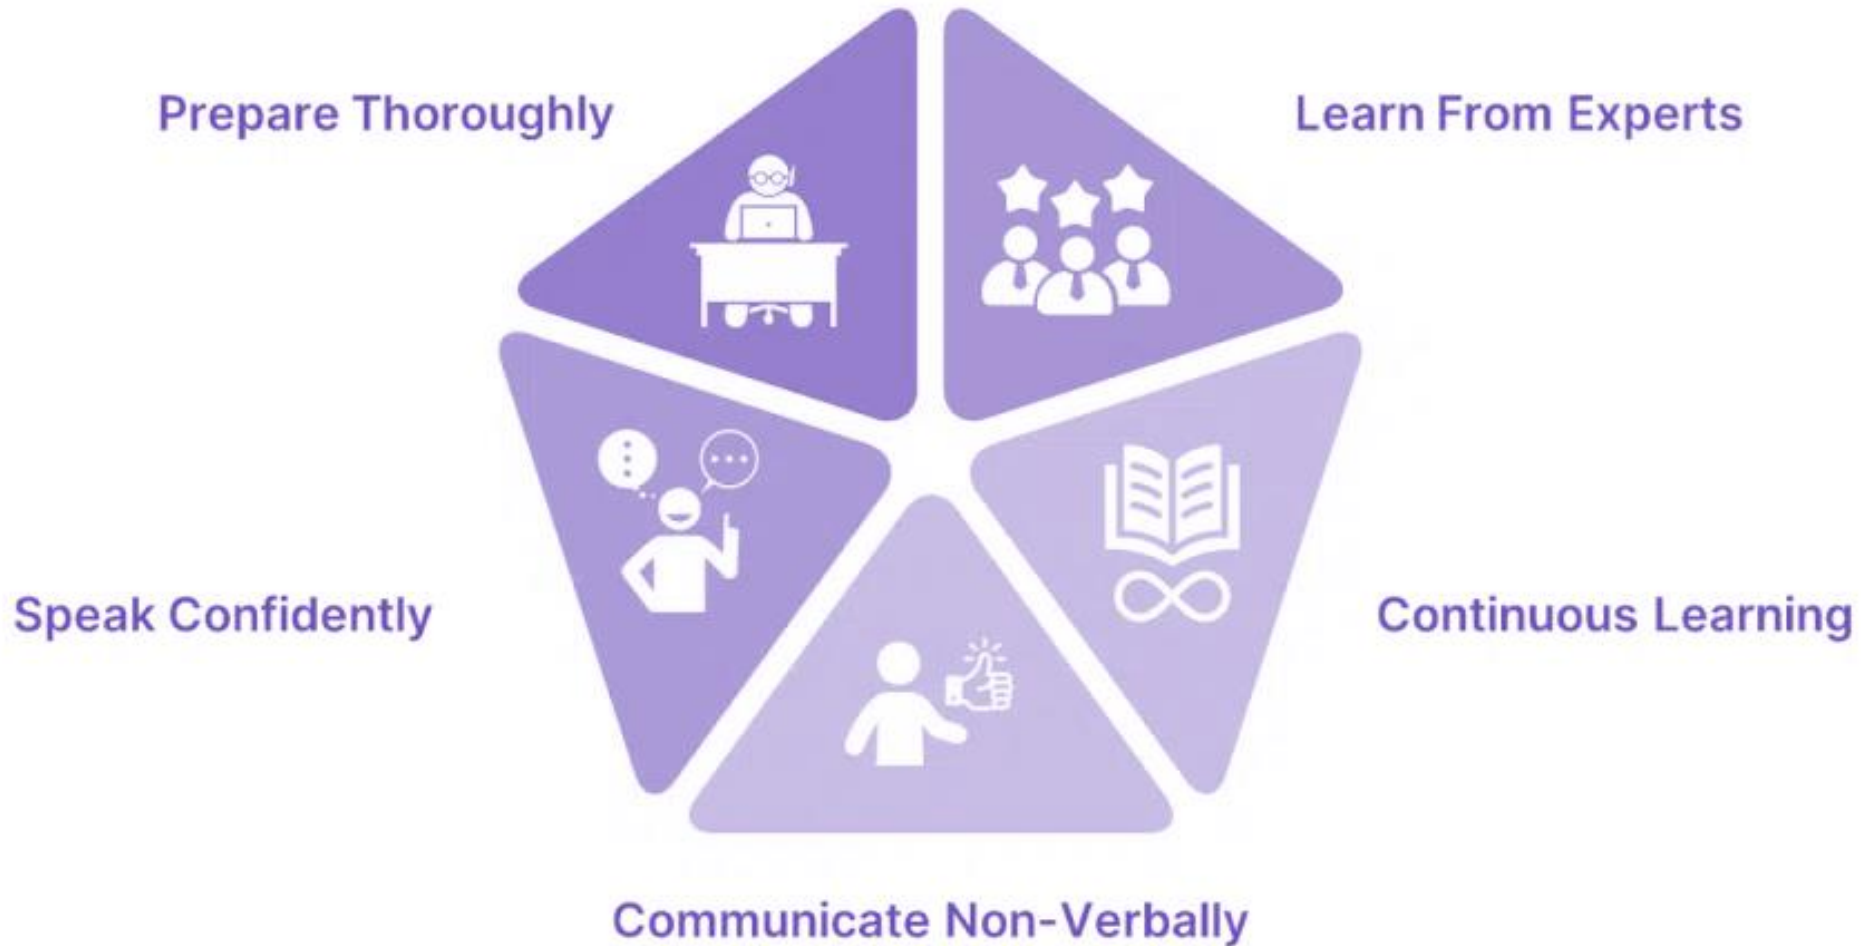 Prepare Thoroughly
Learn From Experts
Speak Confidently
Continuous Learning
Communicate Non-Verbally